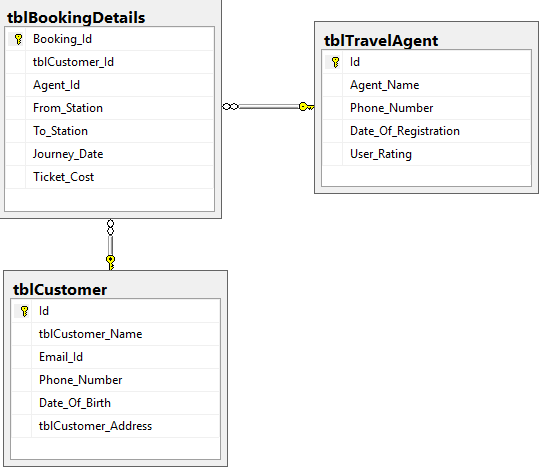 tblBookingDetails
Booking_Id
tblCustomer_Id
Agent_Id
From_Station
To_Station
Journey_Date
Ticket_Cost
tblTravelAgent
Id
Agent_Name
Phone_Number
Date_Of_Registration
User_Rating
tblCustomer
Id
tblCustomer_Name
Email_Id
Phone_Number
Date_Of_Birth
tblCustomer_Address